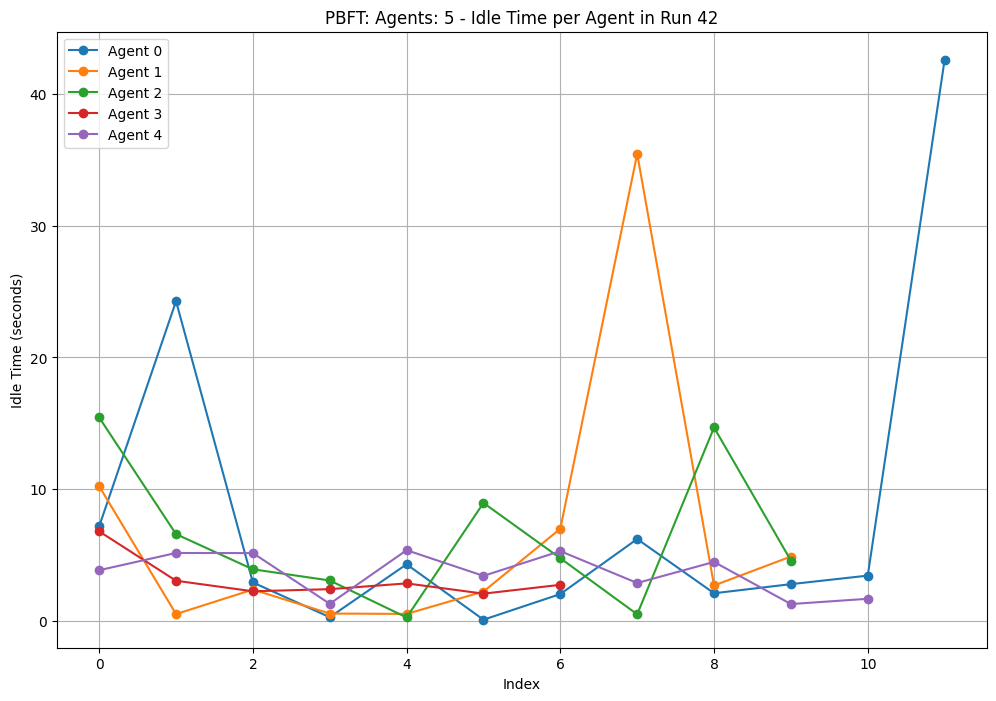 PBFT: Agents: 5 - Idle Time per Agent in Run 42
Agent 0
Agent 1
Agent 2
Agent 3
Agent 4
Idle Time (seconds)
40
30
20
10
0
0 2 4 6 8 10
Index